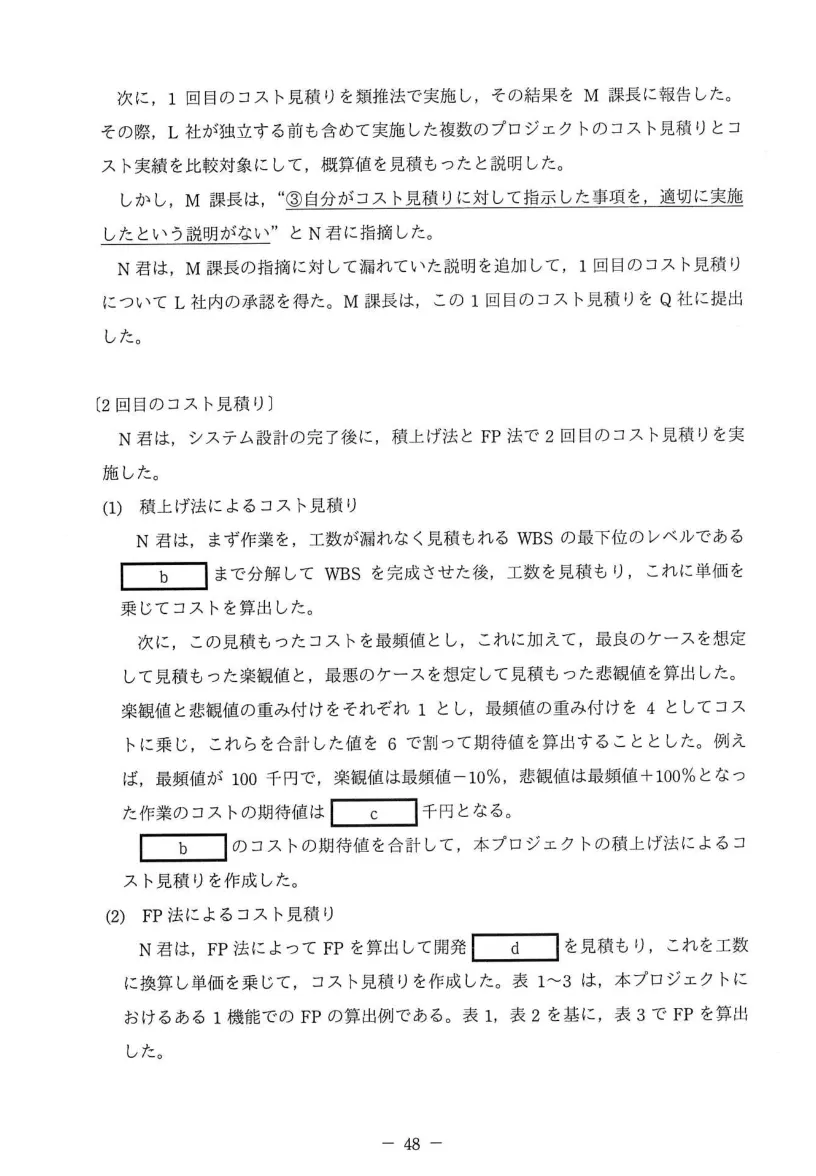 次に，1 回目のコスト見積りを類推法で実施し，その結果を M 課長に報告した。
その際，L 社が独立する前も含めて実施した複数のプロジェクトのコスト見積りとコ
スト実績を比較対象にして，概算値を見積もったと説明した。
しかし，M 課長は，“③自分がコスト見積りに対して指示した事項を，適切に実施
したという説明がない” と N 君に指摘した。
N 君は，M 課長の指摘に対して漏れていた説明を追加して，1 回目のコスト見積り
について L 社内の承認を得た。M 課長は，この 1 回目のコスト見積りを Q 社に提出
した。
〔2 回目のコスト見積り〕
N 君は，システム設計の完了後に，積上げ法と FP 法で 2 回目のコスト見積りを実
施した。
(1) 積上げ法によるコスト見積り
N 君は，まず作業を，工数が漏れなく見積もれる WBS の最下位のレベルである
b まで分解して WBS を完成させた後，工数を見積もり，これに単価を
乗じてコストを算出した。
次に，この見積もったコストを最頻値とし，これに加えて，最良のケースを想定
して見積もった楽観値と，最悪のケースを想定して見積もった悲観値を算出した。
楽観値と悲観値の重み付けをそれぞれ 1 とし，最頻値の重み付けを 4 としてコス
トに乗じ，これらを合計した値を 6 で割って期待値を算出することとした。例え
ば，最頻値が 100 千円で，楽観値は最頻値－10%，悲観値は最頻値＋100%となっ
た作業のコストの期待値は c 千円となる。
b のコストの期待値を合計して，本プロジェクトの積上げ法によるコ
スト見積りを作成した。
(2) FP 法によるコスト見積り
N 君は，FP 法によって FP を算出して開発 d を見積もり，これを工数
に換算し単価を乗じて，コスト見積りを作成した。表 1～3 は，本プロジェクトに
おけるある 1 機能での FP の算出例である。表 1，表 2 を基に，表 3 で FP を算出
した。
－ 48 －